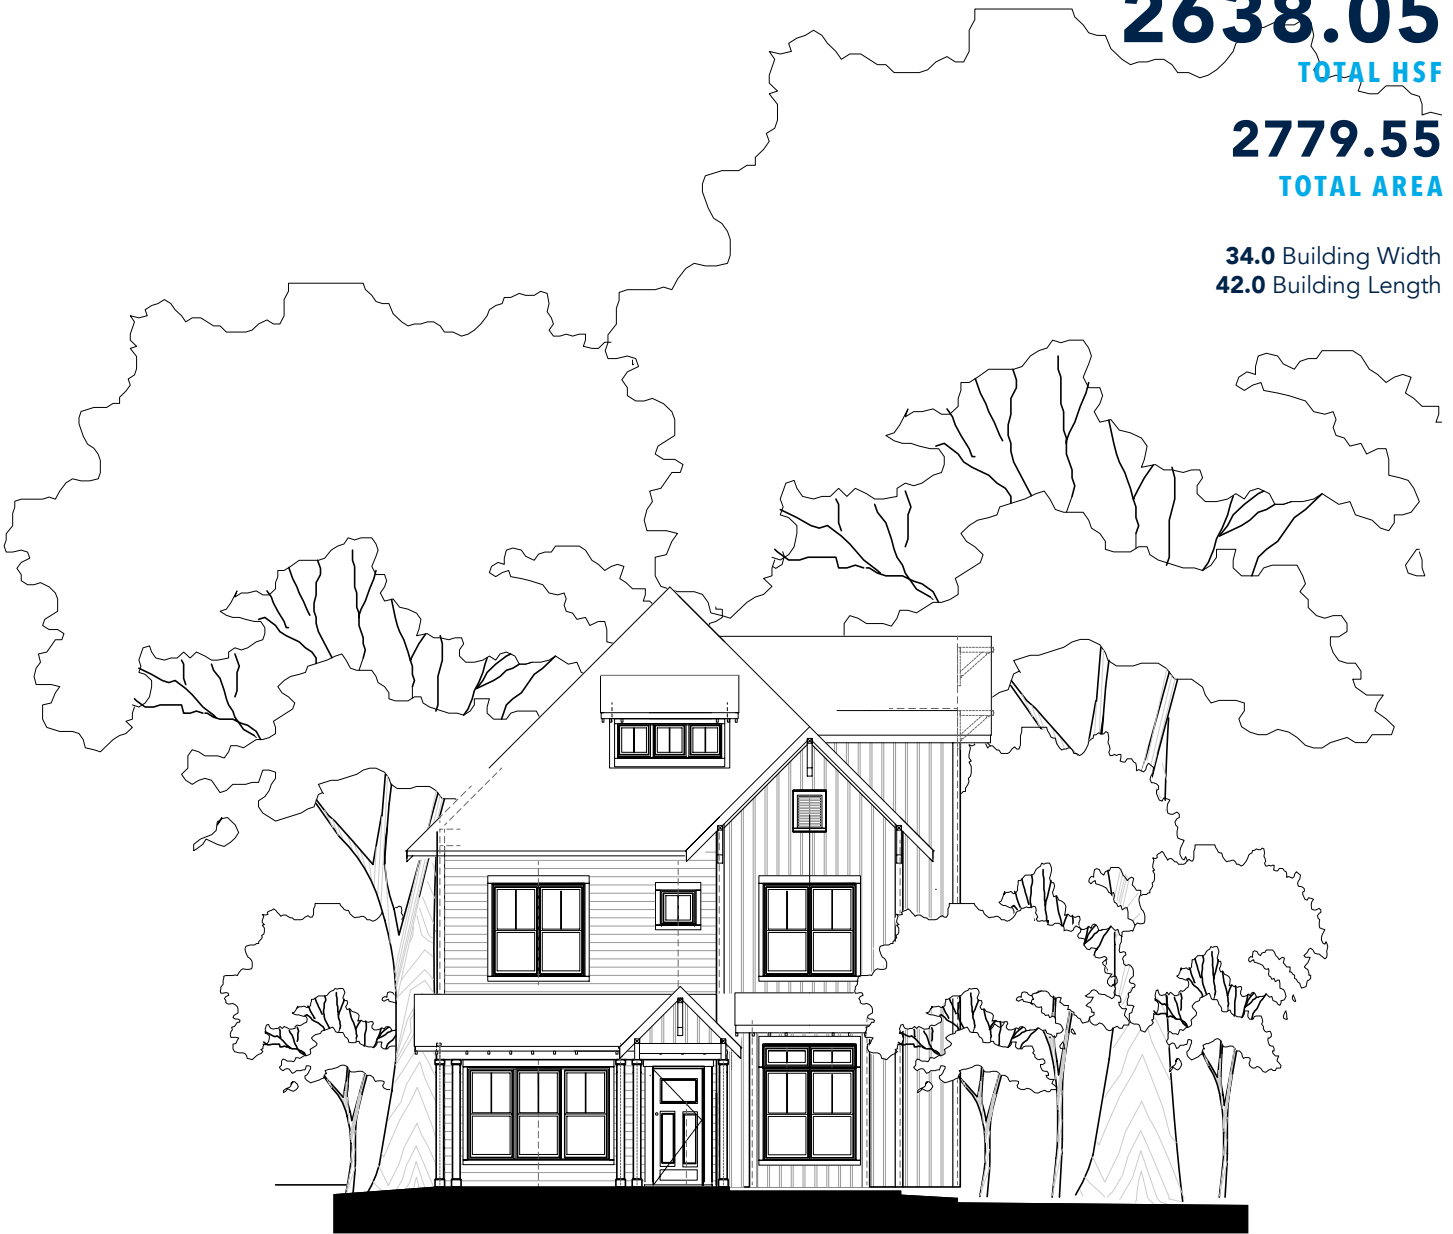 2638.05
TOTAL HSF
2779.55
TOTAL AREA
34.0 Building Width
42.0 Building Length